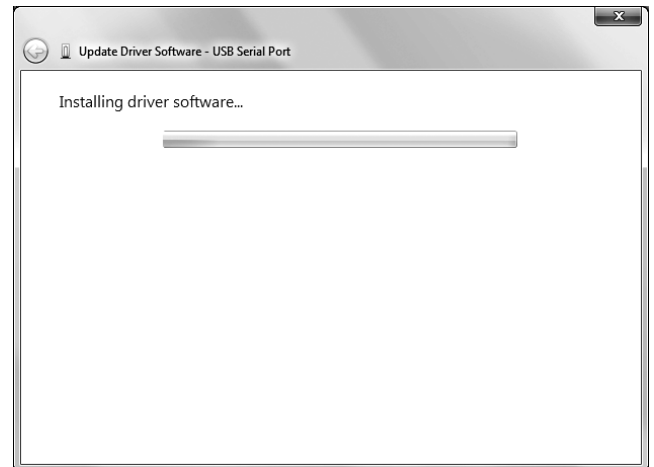 Update Driver Software - USB Serial Port
Installing driver software...